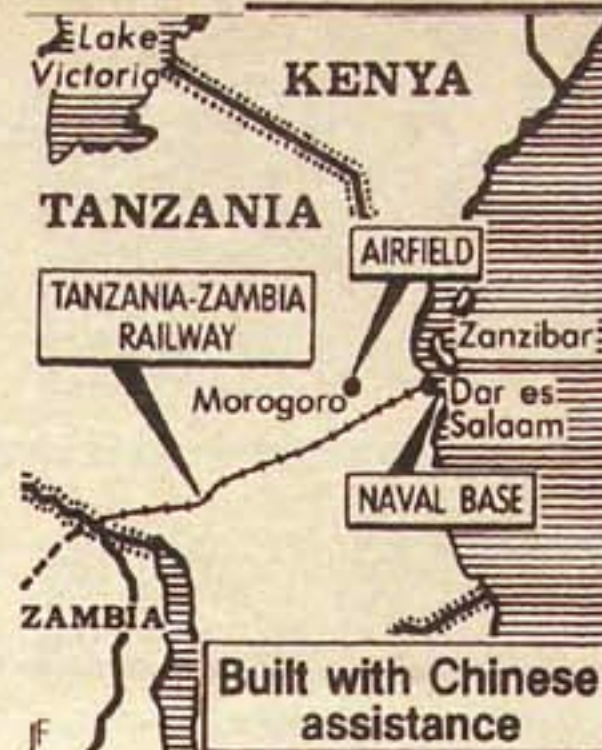 Lake
Victoria
KENYA
TANZANIA
AIRFIELD
TANZANIA-ZAMBIA
RAILWAY
Zanzibar
Morogoro
Dar es
Salaam
NAVAL BASE
ZAMBIA
Built with Chinese
assistance